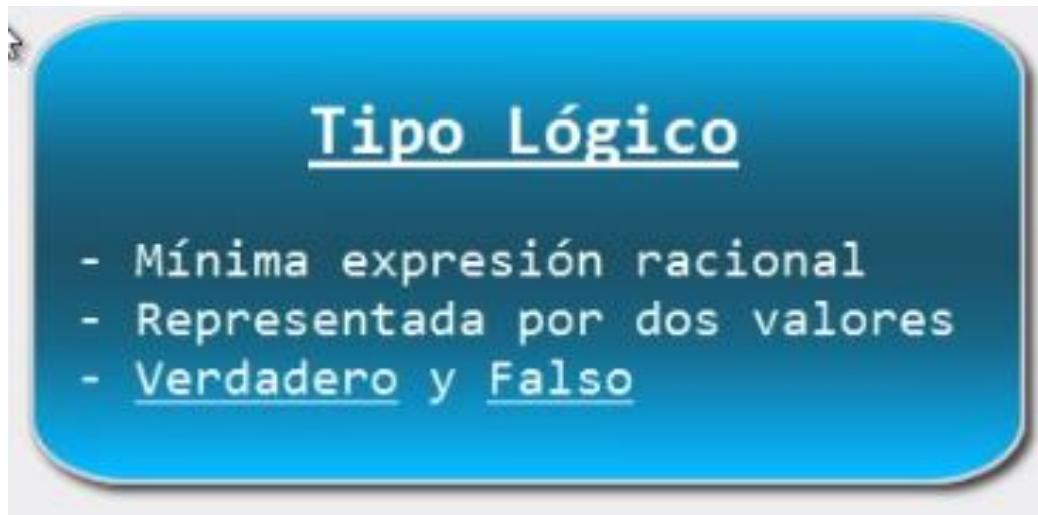 Tipo Lógico
- Mínima expresión racional
- Representada por dos valores
- Verdadero y Falso